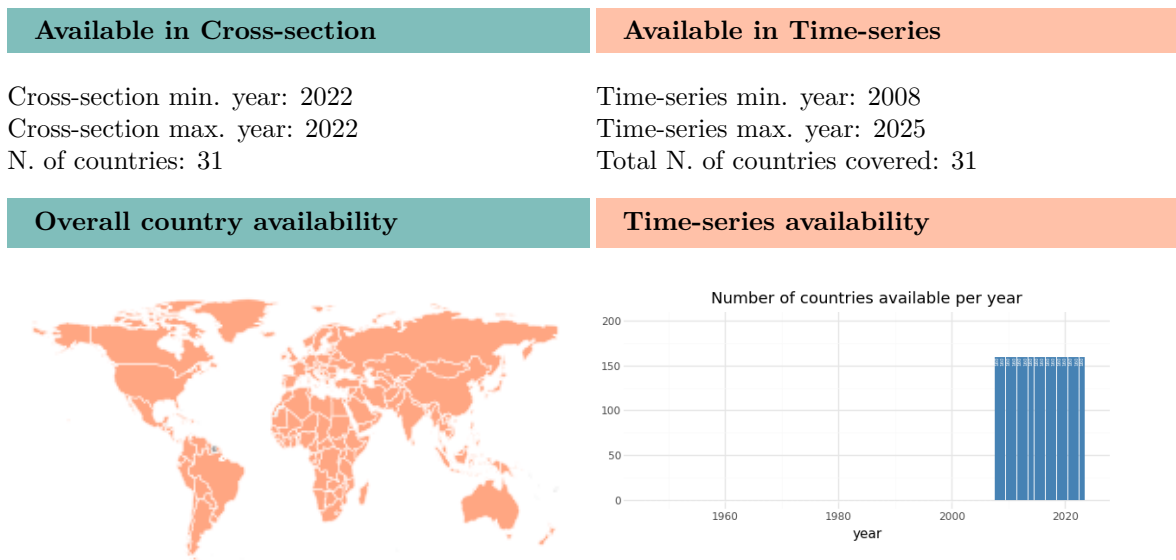 Available in Cross-section
Available in Time-series
Cross-section min. year: 2022
Cross-section max. year: 2022
N. of countries: 31
Time-series min. year: 2008
Time-series max. year: 2025
Total N. of countries covered: 31
Overall country availability
Time-series availability
Number of countries available per year
200
150
100
50
0
1960 1980 2000 2020
year